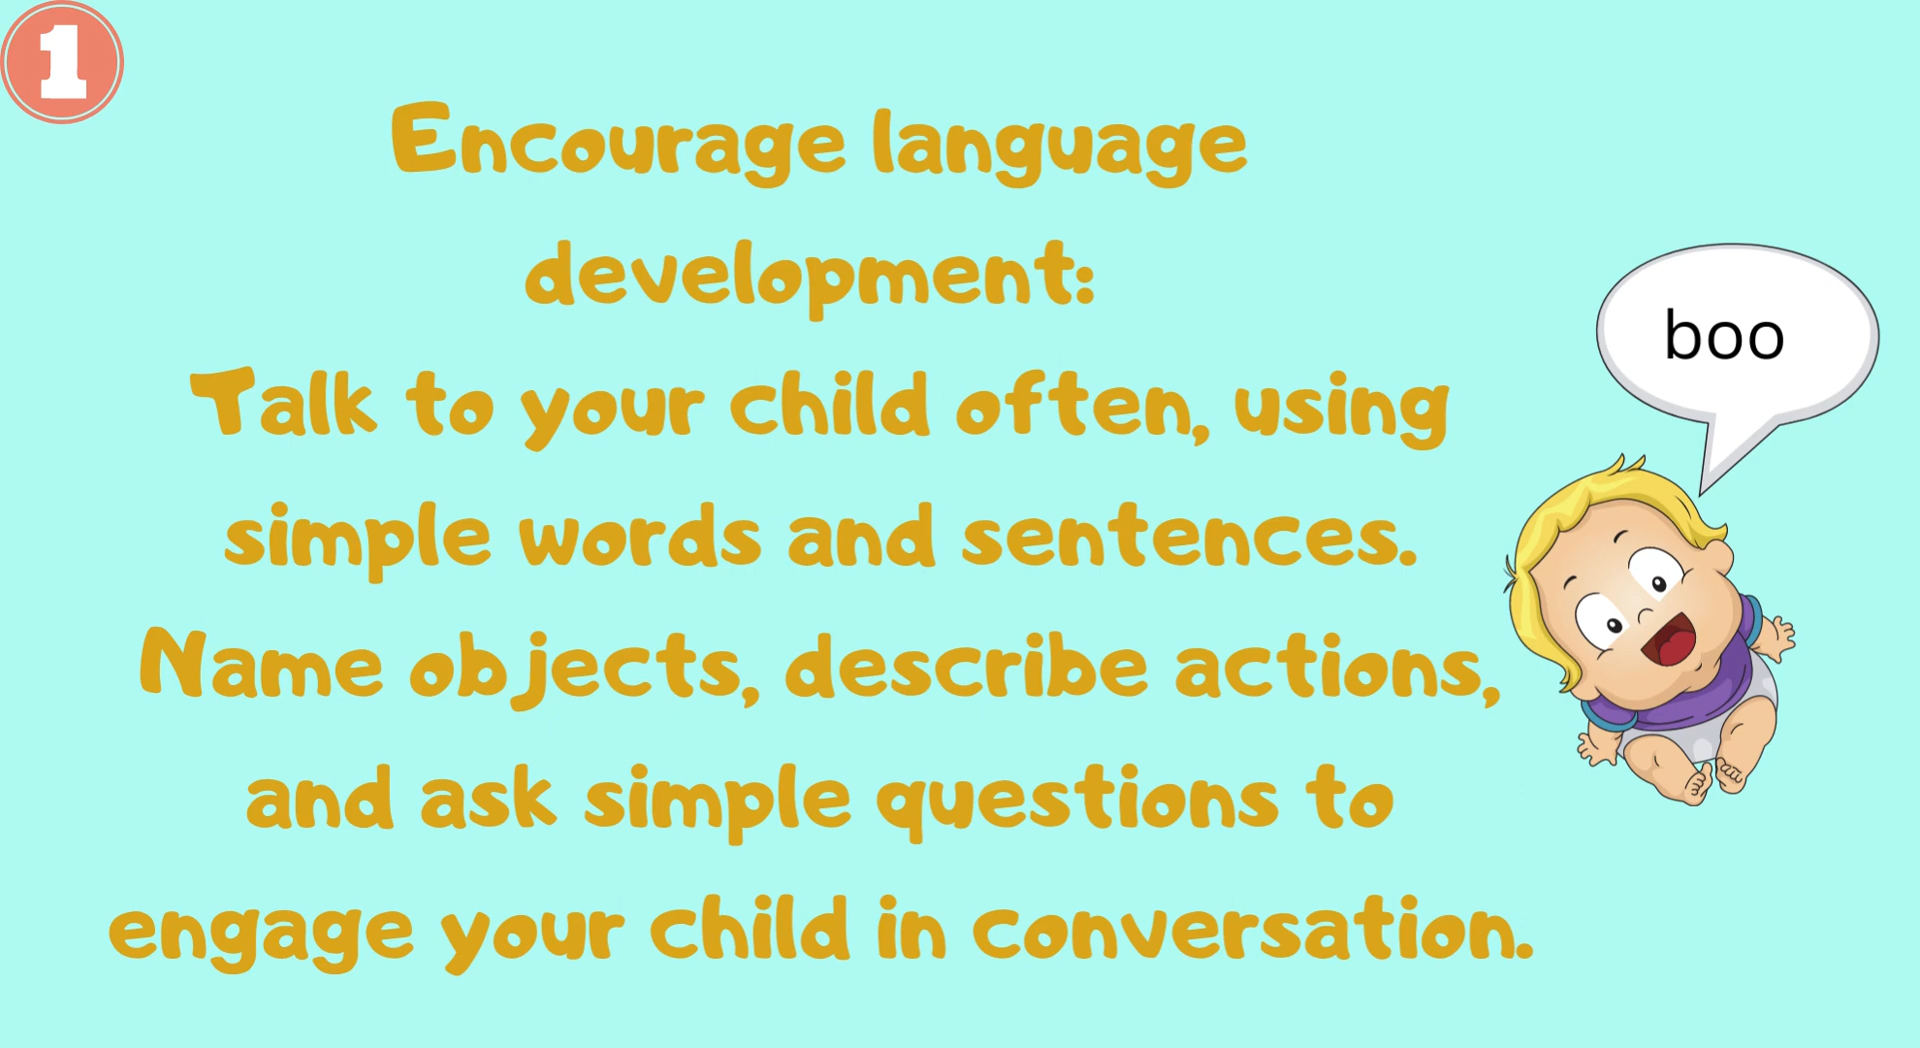 1
Encourage language
development:
Talk to your child often, using
simple words and sentences.
Name objects, describe actions,
and ask simple questions to
engage your child in conversation.
boo